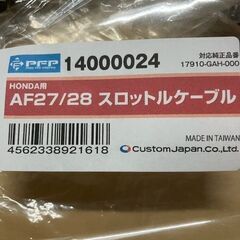 PFP 14000024
対応純正品番
17910-GAH-000
HONDA用
AF27/28 スロットルケーブル
MADE IN TAIWAN
4562338921618
CustomJapan Co.,Ltd.